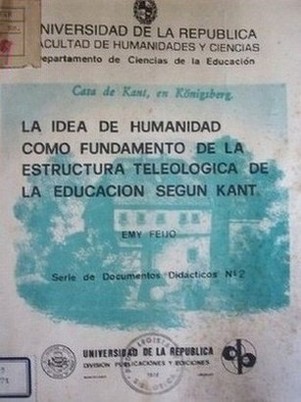 UNIVERSIDAD DE LA REPUBLICA
FACULTAD DE HUMANIDADES Y CIENCIAS
Departamento de Ciencias de la Educación
Casa de Kant, en Königsberg.
LA IDEA DE HUMANIDAD
COMO FUNDAMENTO DE LA
ESTRUCTURA TELEOLOGICA DE
LA EDUCACION SEGUN KANT.
EMY FEIJO
Serie de Documentos Didácticos Nº2
UNIVERSIDAD DE LA REPUBLICA
DIVISION PUBLICACIONES Y EDICIONES